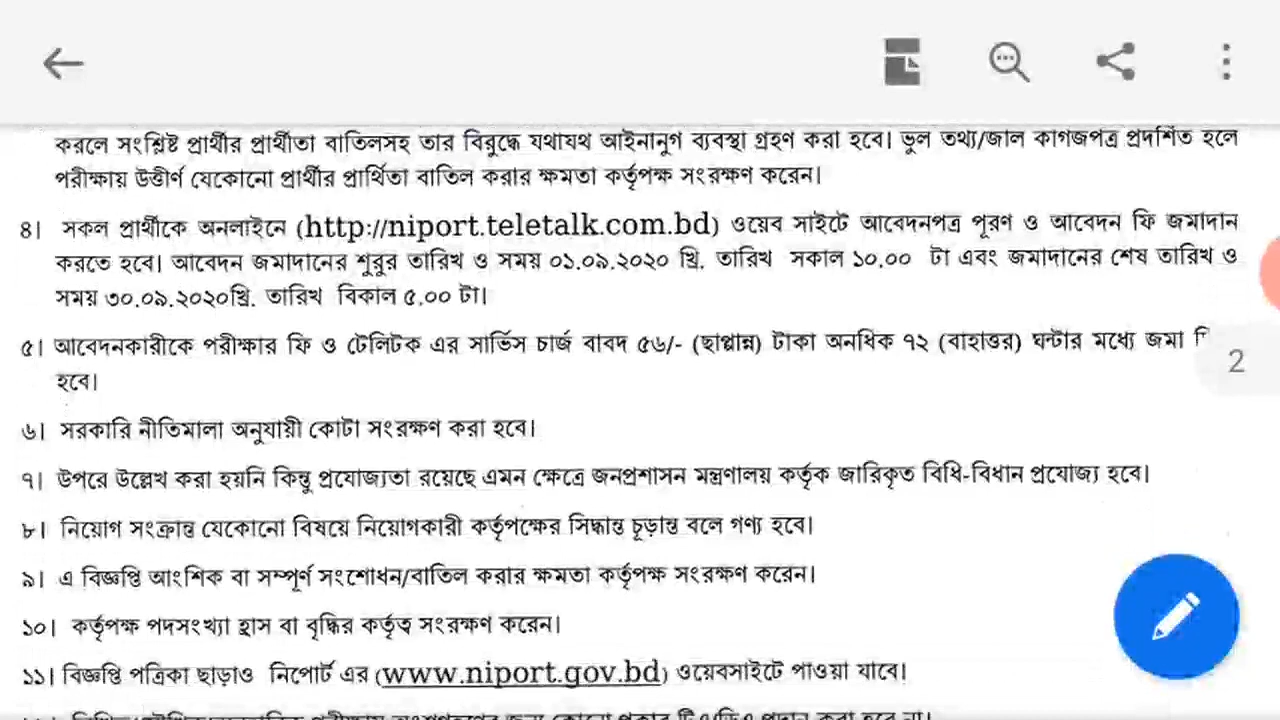 করলে সংশ্লিষ্ট প্রার্থীর প্রার্থীতা বাতিলসহ তার বিরুদ্ধে যথাযথ আইনানুগ ব্যবস্থা গ্রহণ করা হবে। ভুল তথ্য/জাল কাগজপত্র প্রদর্শিত হলে
পরীক্ষায় উত্তীর্ণ যেকোনো প্রার্থীর প্রার্থিতা বাতিল করার ক্ষমতা কর্তৃপক্ষ সংরক্ষণ করেন।
৪। সকল প্রার্থীকে অনলাইনে (http://niport.teletalk.com.bd) ওয়েব সাইটে আবেদনপত্র পূরণ ও আবেদন ফি জমাদান
করতে হবে। আবেদন জমাদানের শুরুর তারিখ ও সময় ০১.০৯.২০২০ খ্রি. তারিখ সকাল ১০.০০ টা এবং জমাদানের শেষ তারিখ ও
সময় ৩০.০৯.২০২০খ্রি. তারিখ বিকাল ৫.০০ টা।
৫। আবেদনকারীকে পরীক্ষার ফি ও টেলিটক এর সার্ভিস চার্জ বাবদ ৫৬/- (ছাপ্পান্ন) টাকা অনধিক ৭২ (বাহাত্তর) ঘন্টার মধ্যে জমা
2
হবে।
৬। সরকারি নীতিমালা অনুযায়ী কোটা সংরক্ষণ করা হবে।
৭। উপরে উল্লেখ করা হয়নি কিন্তু প্রযোজ্যতা রয়েছে এমন ক্ষেত্রে জনপ্রশাসন মন্ত্রণালয় কর্তৃক জারিকৃত বিধি-বিধান প্রযোজ্য হবে।
৮। নিয়োগ সংক্রান্ত যেকোনো বিষয়ে নিয়োগকারী কর্তৃপক্ষের সিদ্ধান্ত চূড়ান্ত বলে গণ্য হবে।
৯। এ বিজ্ঞপ্তি আংশিক বা সম্পূর্ণ সংশোধন/বাতিল করার ক্ষমতা কর্তৃপক্ষ সংরক্ষণ করেন।
১০। কর্তৃপক্ষ পদসংখ্যা হ্রাস বা বৃদ্ধির কর্তৃত্ব সংরক্ষণ করেন।
১১। বিজ্ঞপ্তি পত্রিকা ছাড়াও নিপোর্ট এর (www.niport.gov.bd) ওয়েবসাইটে পাওয়া যাবে।